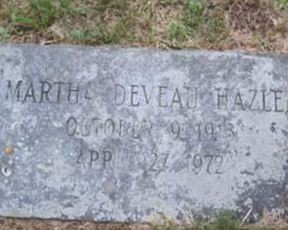 MARTHA DEVEAU
OCTOBER 9
APRIL 27 1972